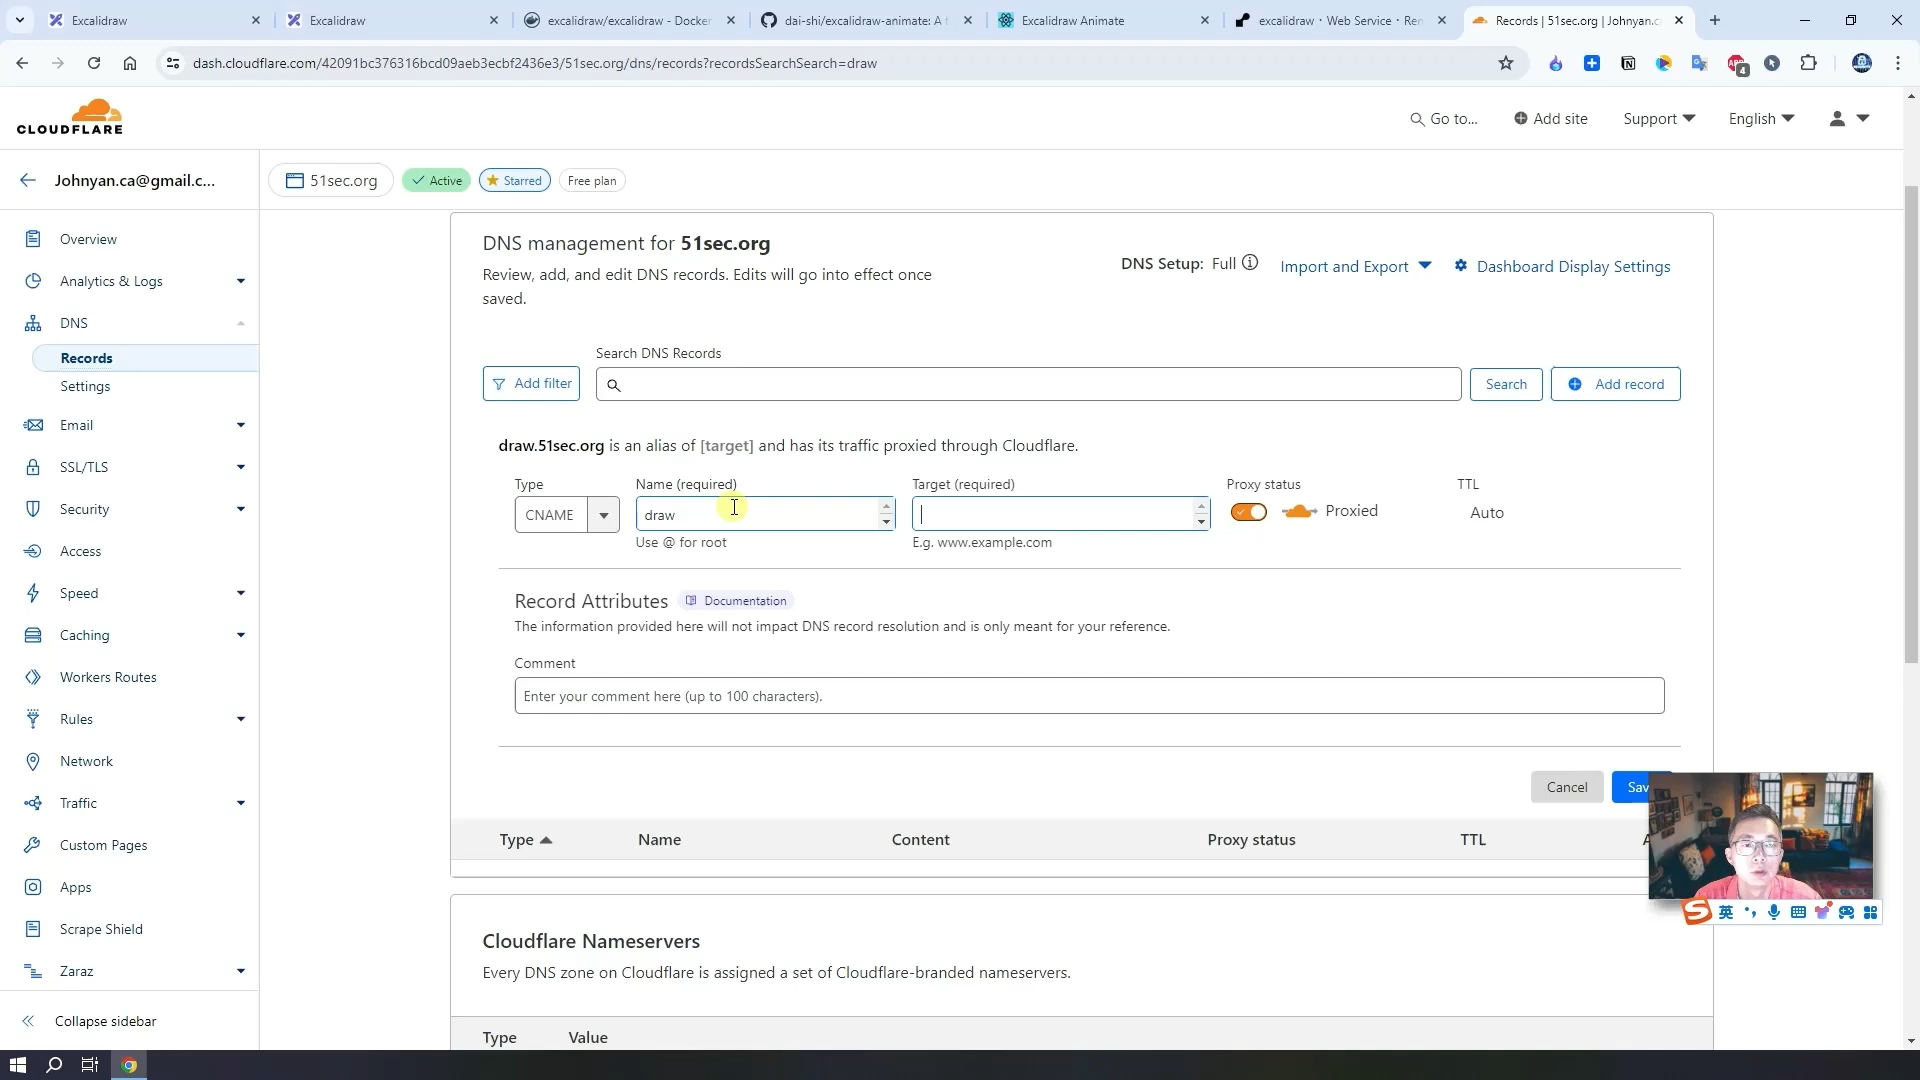 Excalidraw
Excalidraw
excalidraw/excalidraw - Docker
dai-shi/excalidraw-animate: A t
Excalidraw Animate
excalidraw · Web Service · Ren
Records | 51sec.org | Johnyan.c
dash.cloudflare.com/42091bc376316bcd09aeb3ecbf2436e3/51sec.org/dns/records?recordsSearchSearch=draw
4
CLOUDFLARE
Go to...
Add site
Support
English
Johnyan.ca@gmail.c...
51sec.org
Active
Starred
Free plan
Overview
Analytics & Logs
DNS
Records
Settings
Email
SSL/TLS
Security
Access
Speed
Caching
Workers Routes
Rules
Network
Traffic
Custom Pages
Apps
Scrape Shield
Zaraz
Collapse sidebar
DNS management for 51sec.org
Review, add, and edit DNS records. Edits will go into effect once
saved.
DNS Setup: Full
Import and Export
Dashboard Display Settings
Search DNS Records
Add filter
Search
Add record
draw.51sec.org is an alias of [target] and has its traffic proxied through Cloudflare.
Type
Name (required)
Target (required)
Proxy status
TTL
CNAME
draw
Proxied
Auto
Use @ for root
E.g. www.example.com
Record Attributes
Documentation
The information provided here will not impact DNS record resolution and is only meant for your reference.
Comment
Enter your comment here (up to 100 characters).
Cancel
Sav
Type
Name
Content
Proxy status
TTL
A
英
Cloudflare Nameservers
Every DNS zone on Cloudflare is assigned a set of Cloudflare-branded nameservers.
Type
Value